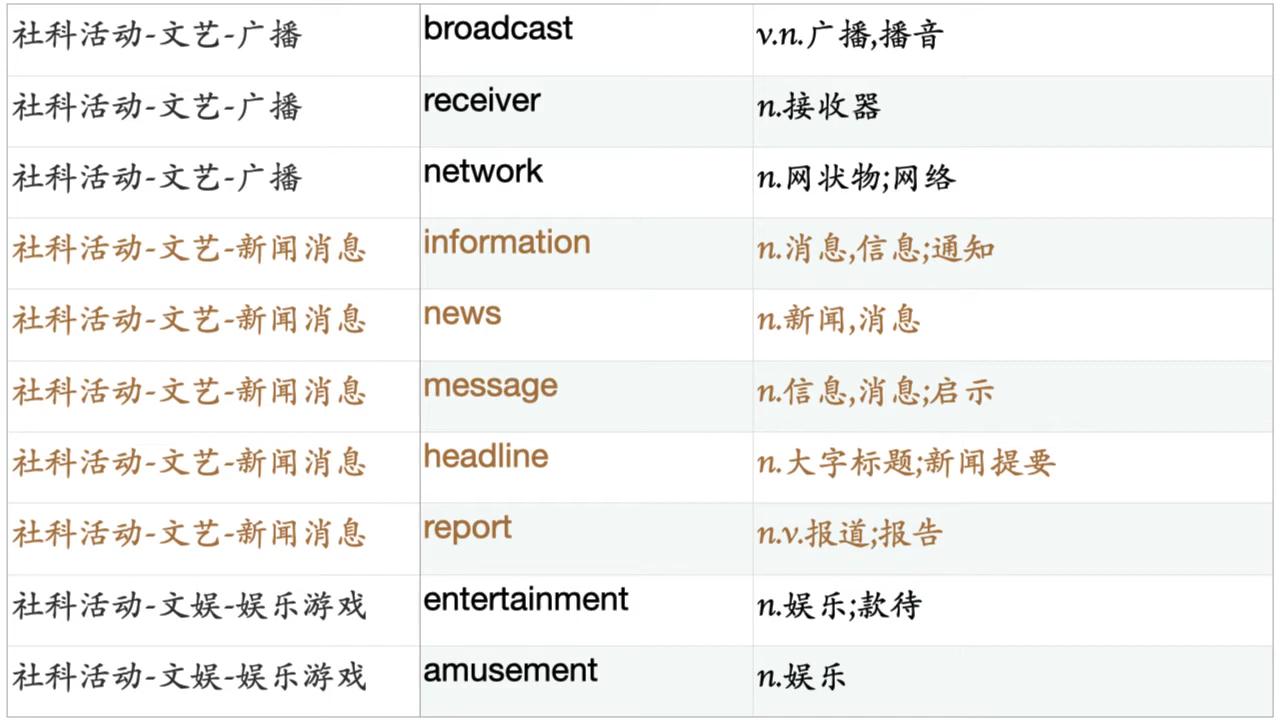 社科活动-文艺-广播 broadcast v.n.广播,播音
社科活动-文艺-广播 receiver n.接收器
社科活动-文艺-广播 network n.网状物;网络
社科活动-文艺-新闻消息 information n.消息,信息;通知
社科活动-文艺-新闻消息 news n.新闻,消息
社科活动-文艺-新闻消息 message n.信息,消息;启示
社科活动-文艺-新闻消息 headline n.大字标题;新闻提要
社科活动-文艺-新闻消息 report n.v.报道;报告
社科活动-文娱-娱乐游戏 entertainment n.娱乐;款待
社科活动-文娱-娱乐游戏 amusement n.娱乐